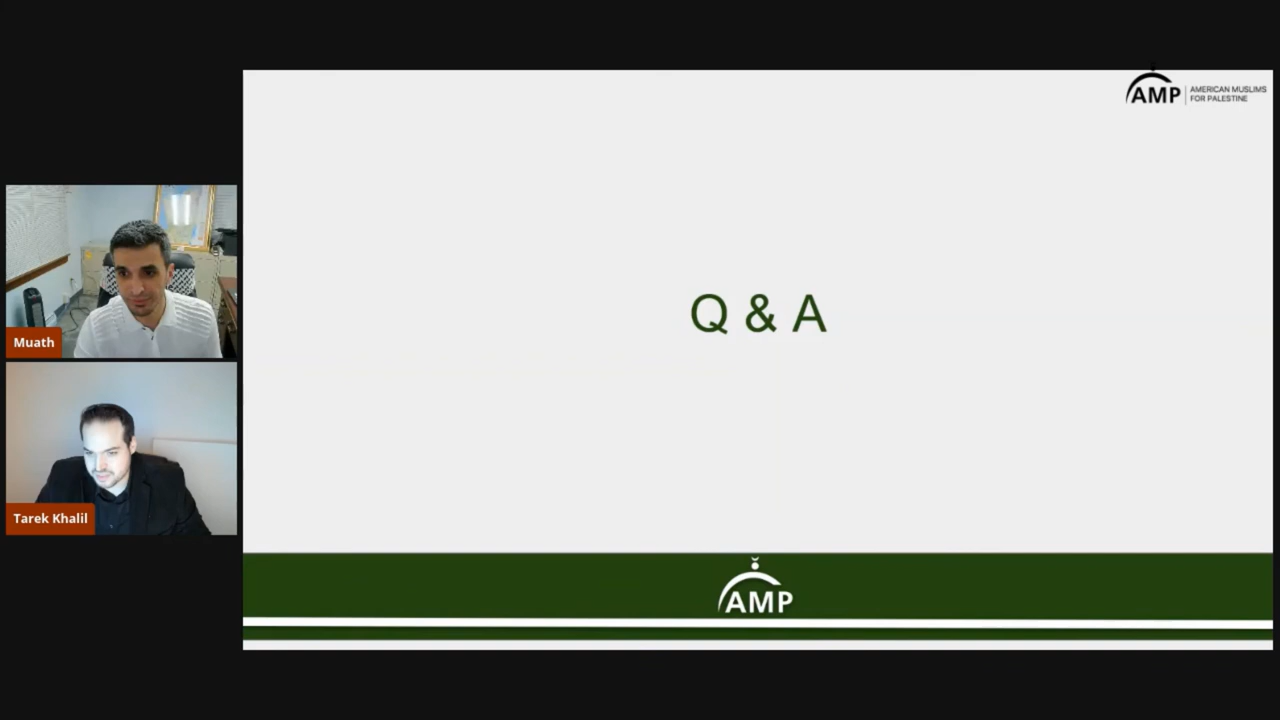 AMP
AMERICAN MUSLIMS
FOR PALESTINE
Q & A
Muath
Tarek Khalil
AMP